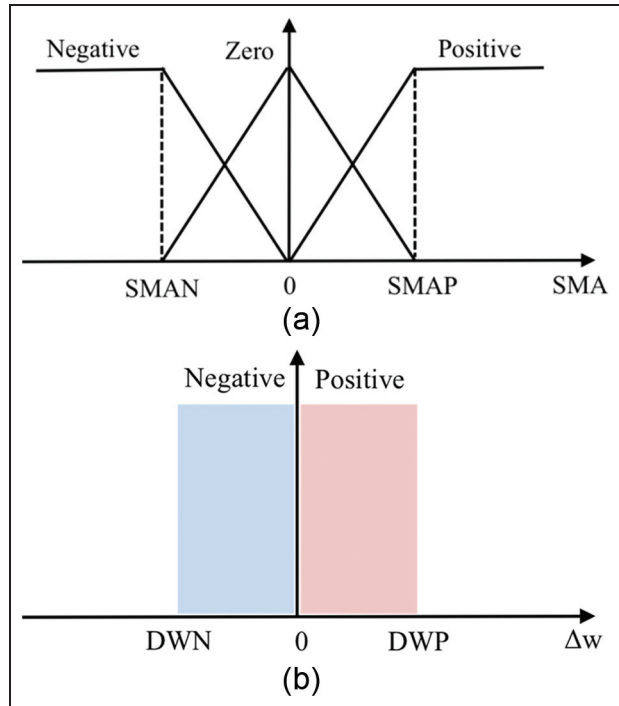 Negative Zero Positive
SMAN 0 SMAP SMA
(a)
Negative Positive
DWN 0 DWP Δw
(b)